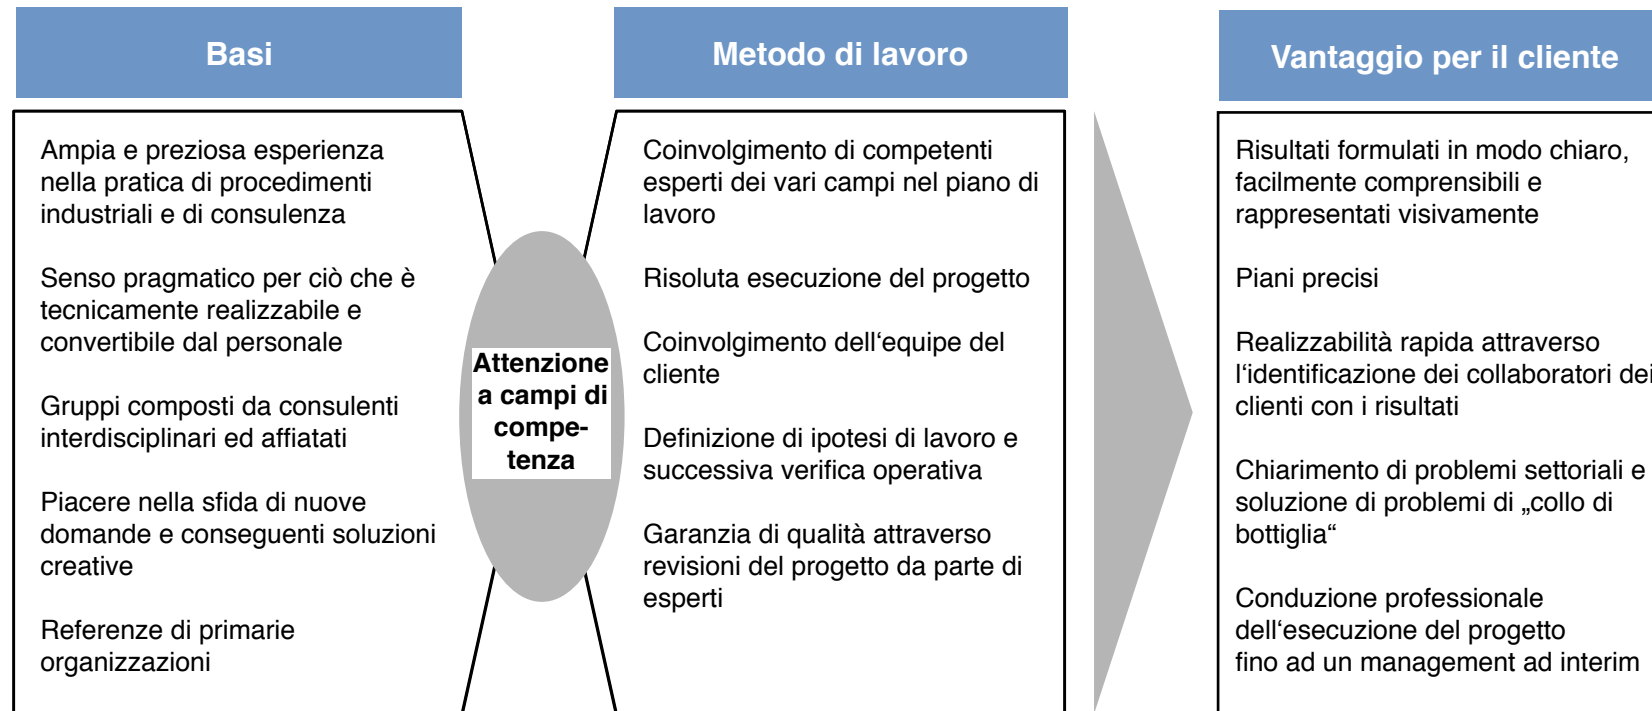 Basi
Ampia e preziosa esperienza
nella pratica di procedimenti
industriali e di consulenza
Senso pragmatico per ciò che è
tecnicamente realizzabile e
convertibile dal personale
Gruppi composti da consulenti
interdisciplinari ed affiatati
Piacere nella sfida di nuove
domande e conseguenti soluzioni
creative
Referenze di primarie
organizzazioni
Attenzione
a campi di
compe-
tenza
Metodo di lavoro
Coinvolgimento di competenti
esperti dei vari campi nel piano di
lavoro
Risoluta esecuzione del progetto
Coinvolgimento dell‘equipe del
cliente
Definizione di ipotesi di lavoro e
successiva verifica operativa
Garanzia di qualità attraverso
revisioni del progetto da parte di
esperti
Vantaggio per il cliente
Risultati formulati in modo chiaro,
facilmente comprensibili e
rappresentati visivamente
Piani precisi
Realizzabilità rapida attraverso
l‘identificazione dei collaboratori dei
clienti con i risultati
Chiarimento di problemi settoriali e
soluzione di problemi di „collo di
bottiglia“
Conduzione professionale
dell‘esecuzione del progetto
fino ad un management ad interim